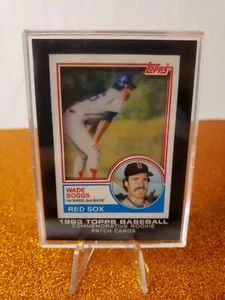 Topps
WADE
BOGGS
1st BASE-3rd BASE
RED SOX
1983 TOPPS BASEBALL
COMMEMORATIVE ROOKIE
PATCH CARDS